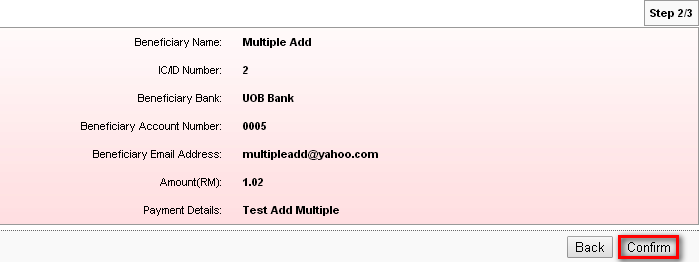 Step 2/3
Beneficiary Name: Multiple Add
IC/ID Number: 2
Beneficiary Bank: UOB Bank
Beneficiary Account Number: 0005
Beneficiary Email Address: multipleadd@yahoo.com
Amount(RM): 1.02
Payment Details: Test Add Multiple
Back Confirm